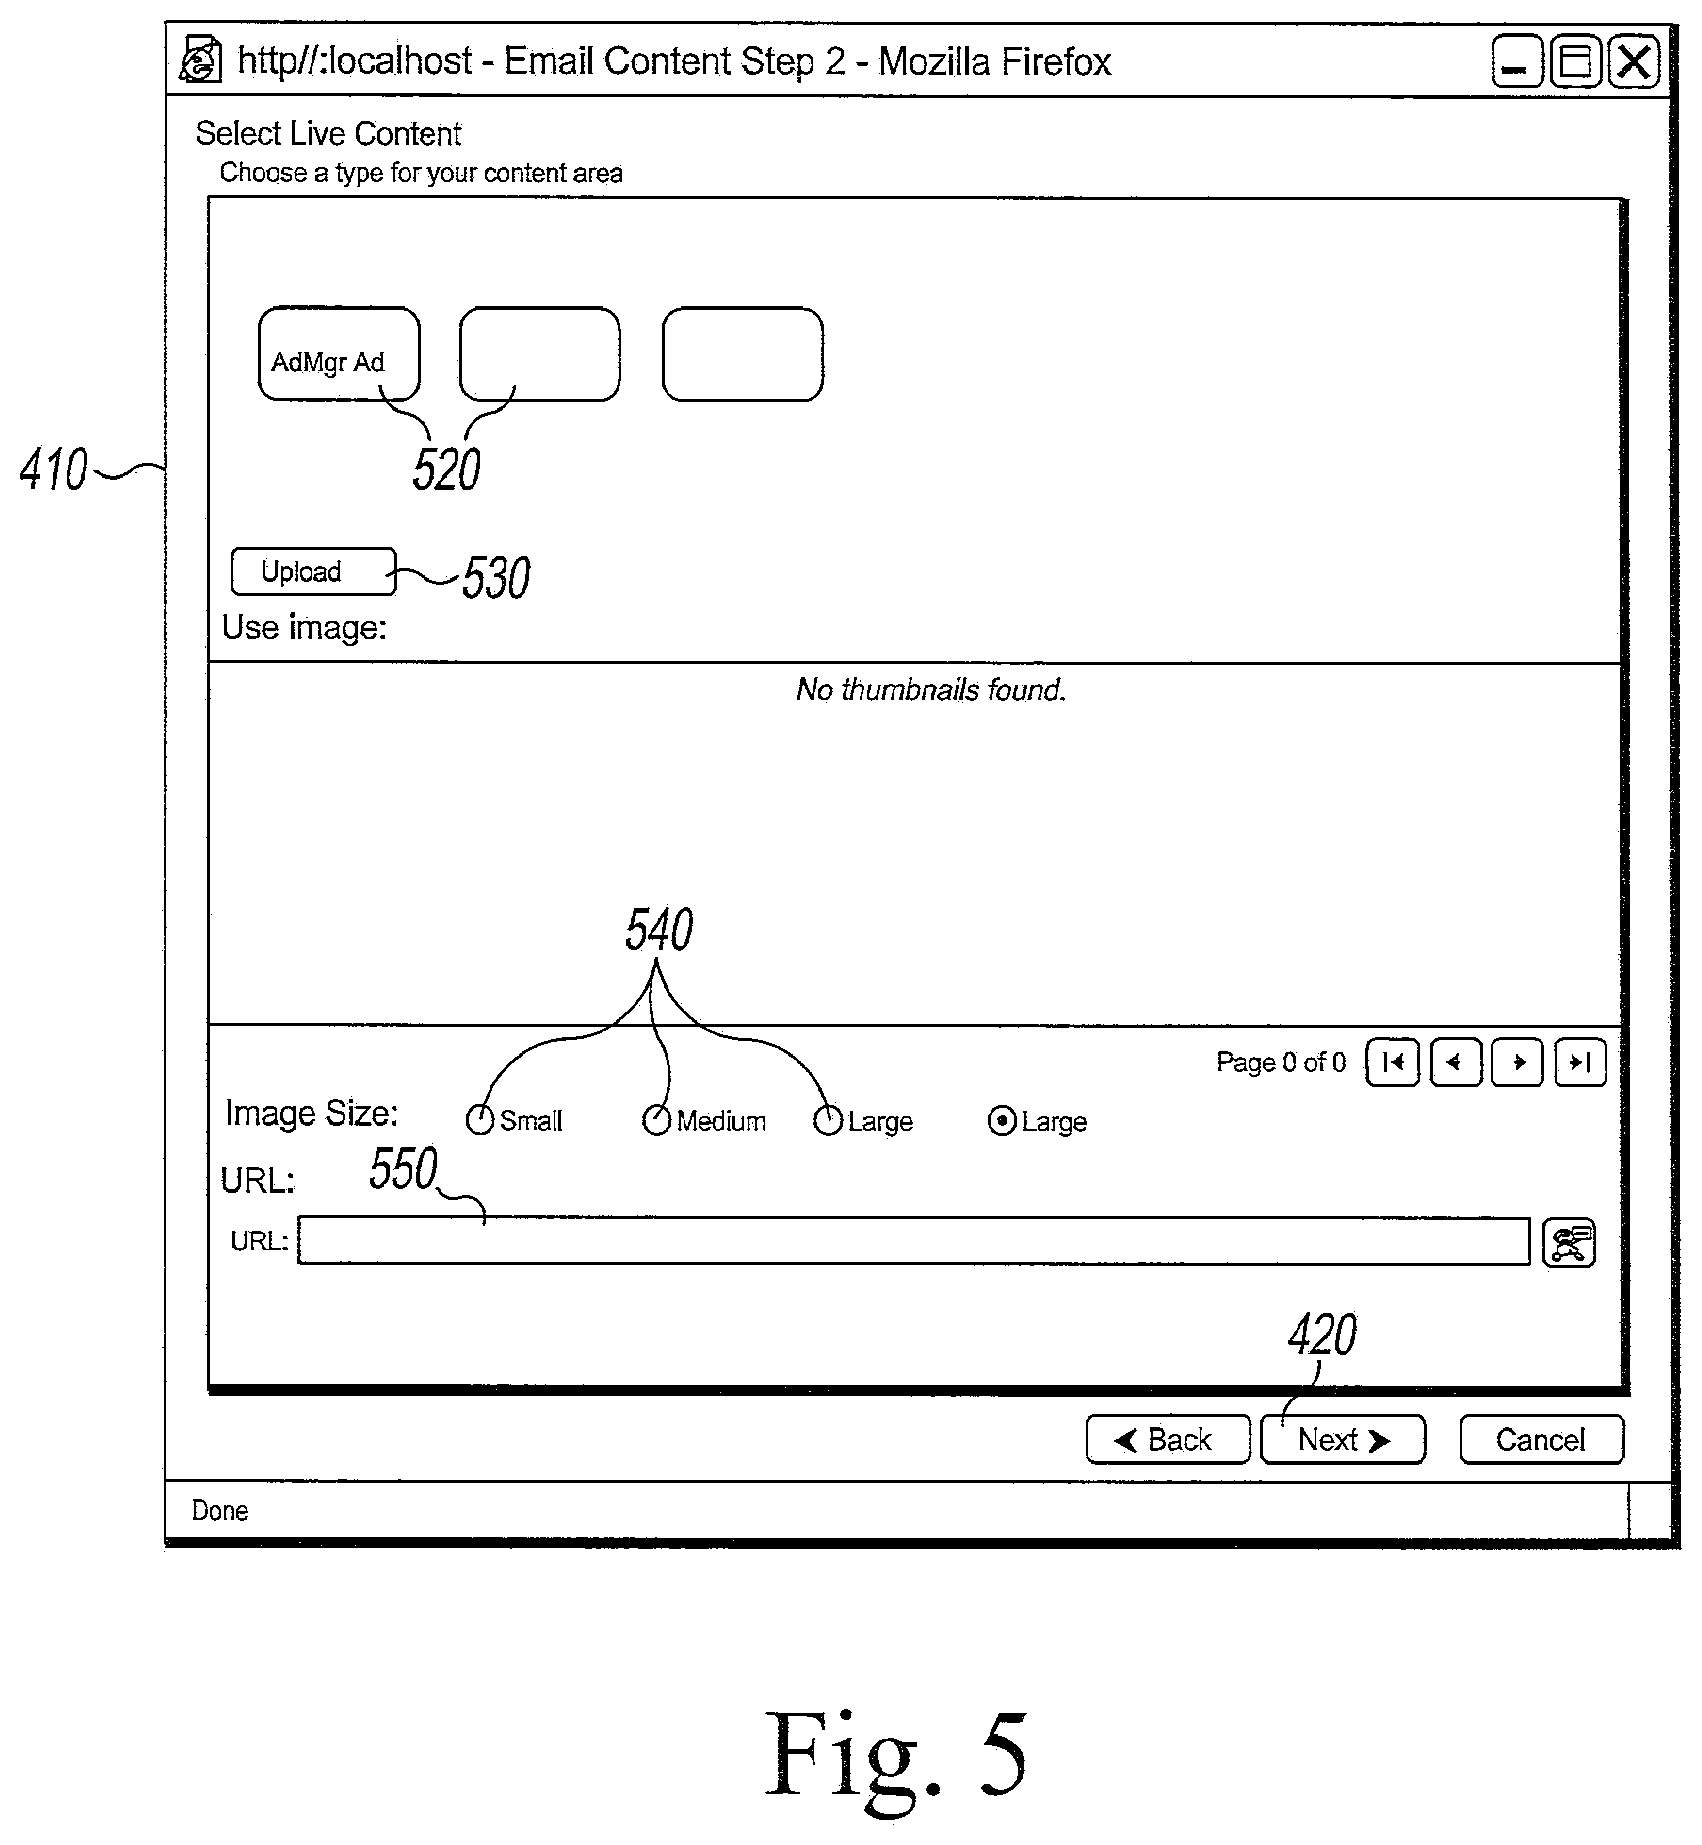 http//:localhost - Email Content Step 2 - Mozilla Firefox
Select Live Content
Choose a type for your content area
AdMgr Ad
520
410
Upload
530
Use image:
No thumbnails found.
540
Page 0 of 0
Image Size: Small Medium Large Large
URL: 550
URL:
420
Back Next Cancel
Done
Fig. 5